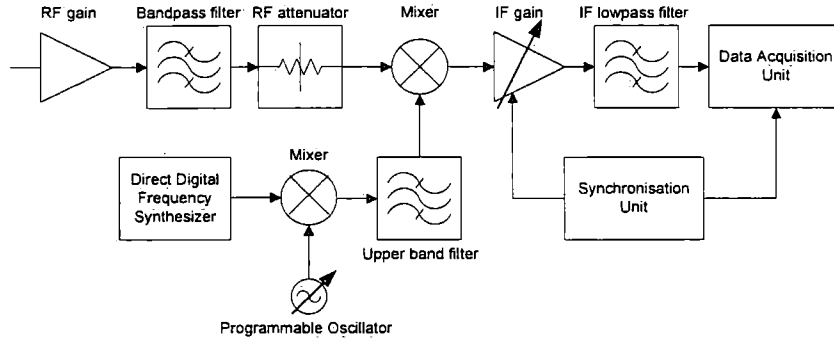 RF gain
Bandpass filter
RF attenuator
Mixer
IF gain
IF lowpass filter
Data Acquisition
Unit
Mixer
Direct Digital
Frequency
Synthesizer
Synchronisation
Unit
Upper band filter
Programmable Oscillator